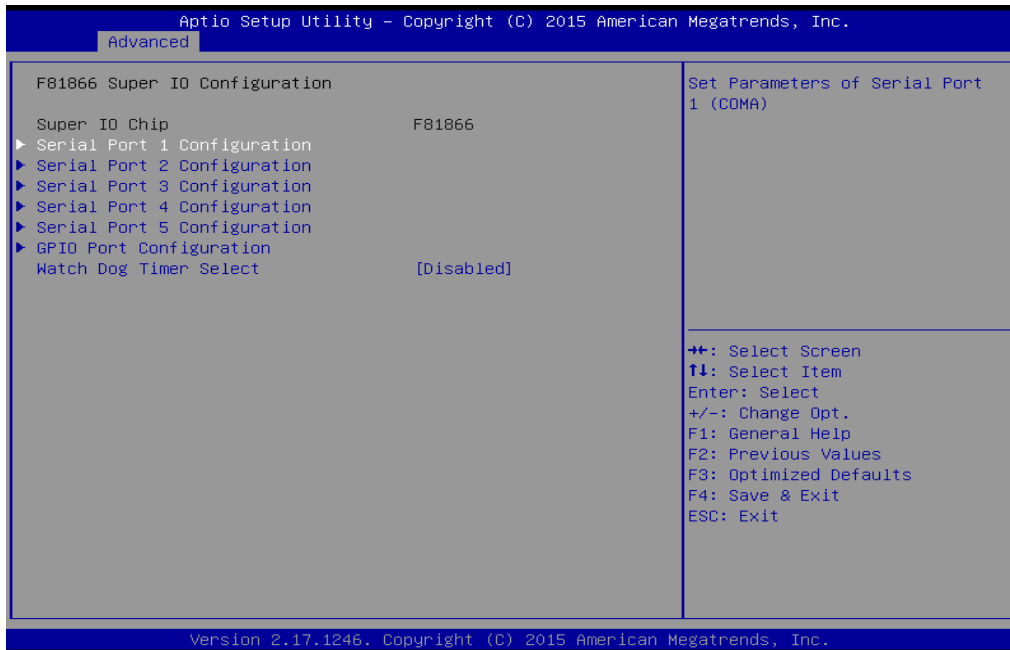 Aptio Setup Utility – Copyright (C) 2015 American Megatrends, Inc.
Advanced
F81866 Super IO Configuration
Super IO Chip F81866
▶ Serial Port 1 Configuration
▶ Serial Port 2 Configuration
▶ Serial Port 3 Configuration
▶ Serial Port 4 Configuration
▶ Serial Port 5 Configuration
▶ GPIO Port Configuration
Watch Dog Timer Select [Disabled]
Set Parameters of Serial Port
1 (COMA)
→←: Select Screen
↑↓: Select Item
Enter: Select
+/-: Change Opt.
F1: General Help
F2: Previous Values
F3: Optimized Defaults
F4: Save & Exit
ESC: Exit
Version 2.17.1246. Copyright (C) 2015 American Megatrends, Inc.